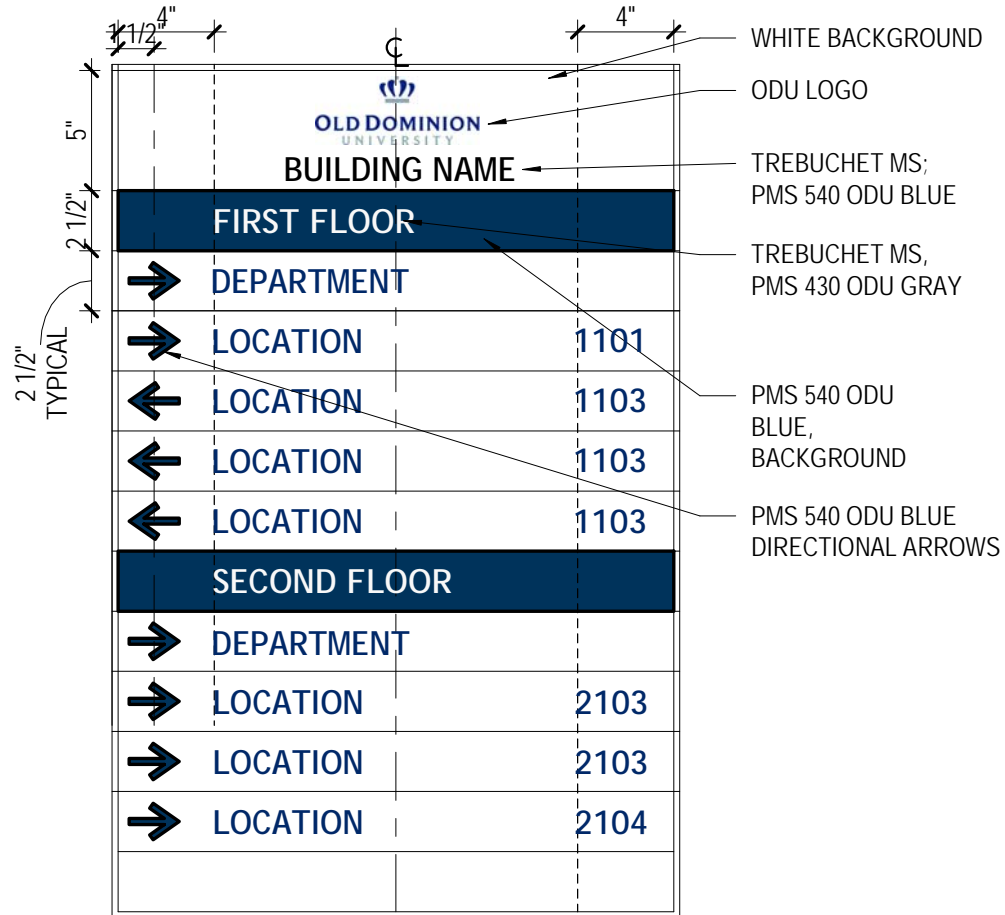 4"
1 1/2"
4"
℄
WHITE BACKGROUND
ODU LOGO
5"
OLD DOMINION
UNIVERSITY
BUILDING NAME
TREBUCHET MS;
PMS 540 ODU BLUE
2 1/2"
FIRST FLOOR
TREBUCHET MS,
PMS 430 ODU GRAY
DEPARTMENT
2 1/2"
TYPICAL
LOCATION 1101
LOCATION 1103
PMS 540 ODU
BLUE,
BACKGROUND
LOCATION 1103
LOCATION 1103
PMS 540 ODU BLUE
DIRECTIONAL ARROWS
SECOND FLOOR
DEPARTMENT
LOCATION 2103
LOCATION 2103
LOCATION 2104